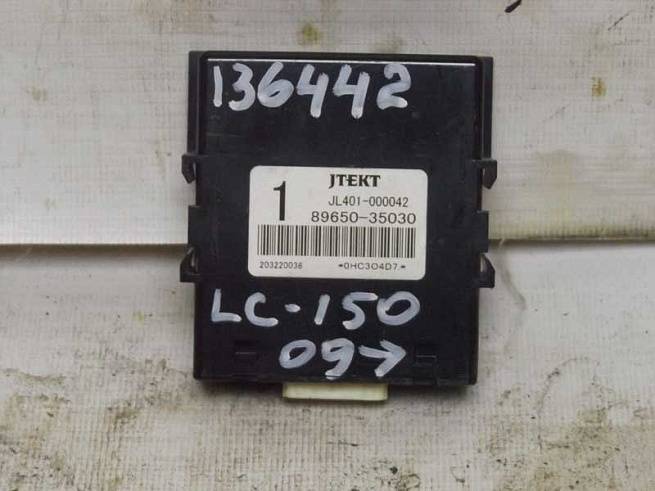 136442
JTEKT
1
JL401-000042
89650-35030
203220036 *0HC304D7.*
LC-150
09→